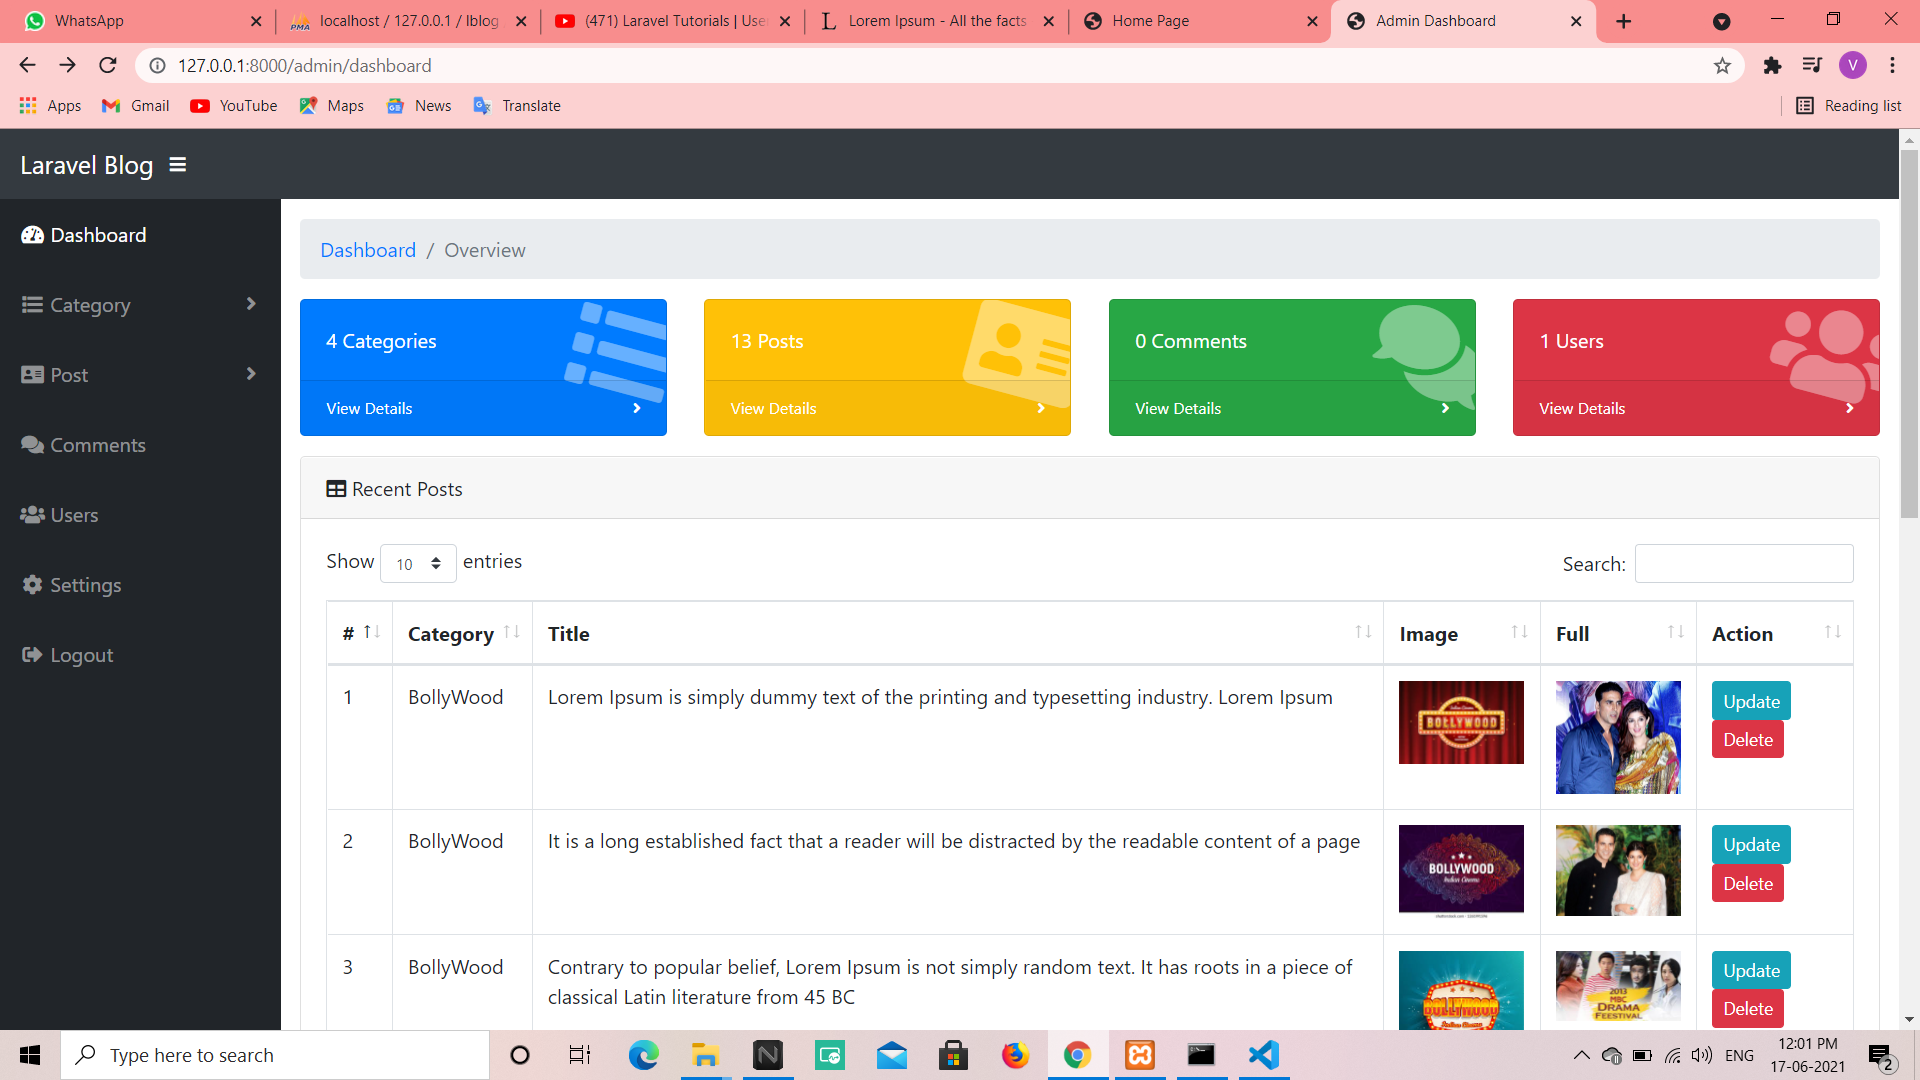 WhatsApp
localhost / 127.0.0.1 / lblog
(471) Laravel Tutorials | Use
Lorem Ipsum - All the facts
Home Page
Admin Dashboard
127.0.0.1:8000/admin/dashboard
V
Apps
Gmail
YouTube
Maps
News
Translate
Reading list
Laravel Blog
Dashboard
Category
Post
Comments
Users
Settings
Logout
Dashboard / Overview
4 Categories
View Details
13 Posts
View Details
0 Comments
View Details
1 Users
View Details
Recent Posts
Show 10 entries
Search:
# Category Title Image Full Action
1 BollyWood Lorem Ipsum is simply dummy text of the printing and typesetting industry. Lorem Ipsum
BOLLYWOOD
Update
Delete
2 BollyWood It is a long established fact that a reader will be distracted by the readable content of a page
BOLLYWOOD
Indian Cinema
Update
Delete
3 BollyWood Contrary to popular belief, Lorem Ipsum is not simply random text. It has roots in a piece of
classical Latin literature from 45 BC
BOLLYWOOD
2013
MBC
DRAMA
FEESTIVAL
Update
Delete
Type here to search
ENG
12:01 PM
17-06-2021
2